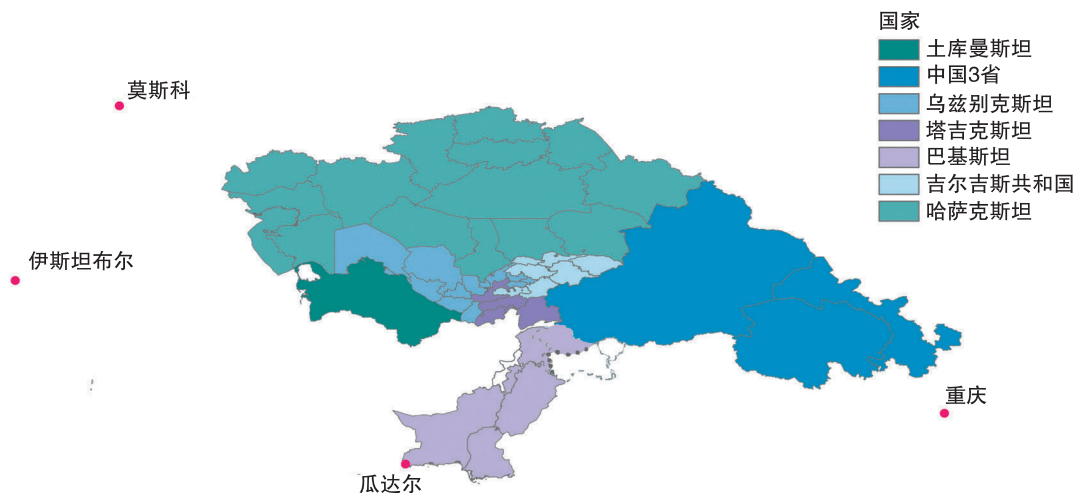 国家
土库曼斯坦
中国3省
乌兹别克斯坦
塔吉克斯坦
巴基斯坦
吉尔吉斯共和国
哈萨克斯坦
莫斯科
伊斯坦布尔
重庆
瓜达尔